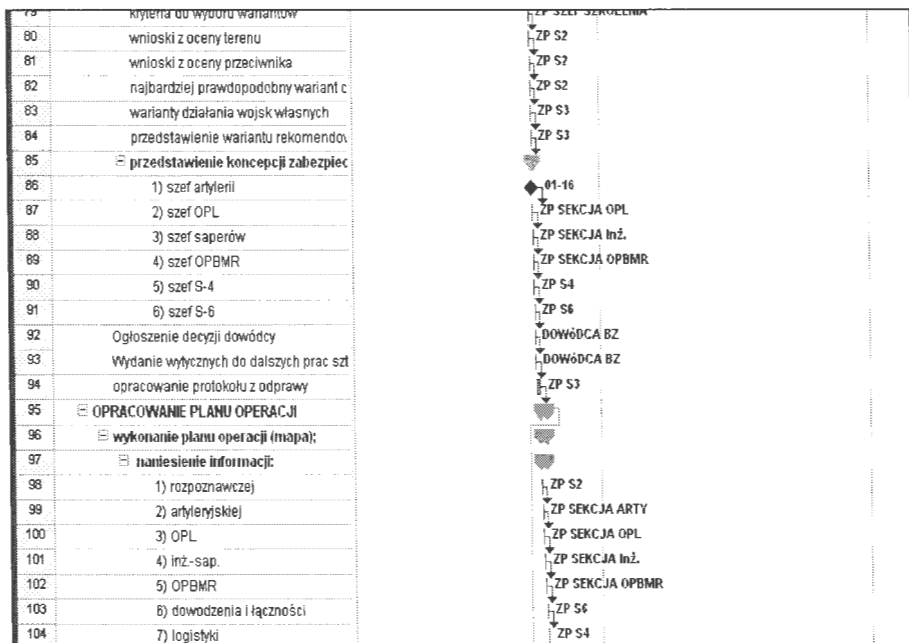 79 kryteria do wyboru wariantów ZP SZEF SZKOLENIA
80 wnioski z oceny terenu ZP S2
81 wnioski z oceny przeciwnika ZP S2
82 najbardziej prawdopodobny wariant d ZP S2
83 warianty działania wojsk własnych ZP S3
84 przedstawienie wariantu rekomendov ZP S3
85 przedstawienie koncepcji zabezpiec
86 1) szef artylerii 01-16
87 2) szef OPL ZP SEKCJA OPL
88 3) szef saperów ZP SEKCJA Inż.
89 4) szef OPBMR ZP SEKCJA OPBMR
90 5) szef S-4 ZP S4
91 6) szef S-6 ZP S6
92 Ogłoszenie decyzji dowódcy DOWóDCA BZ
93 Wydanie wytycznych do dalszych prac szt DOWóDCA BZ
94 opracowanie protokołu z odprawy ZP S3
95 OPRACOWANIE PLANU OPERACJI
96 wykonanie planu operacji (mapa);
97 naniesienie informacji:
98 1) rozpoznawczej ZP S2
99 2) artyleryjskiej ZP SEKCJA ARTY
100 3) OPL ZP SEKCJA OPL
101 4) inż.-sap. ZP SEKCJA Inż.
102 5) OPBMR ZP SEKCJA OPBMR
103 6) dowodzenia i łączności ZP S6
104 7) logistyki ZP S4